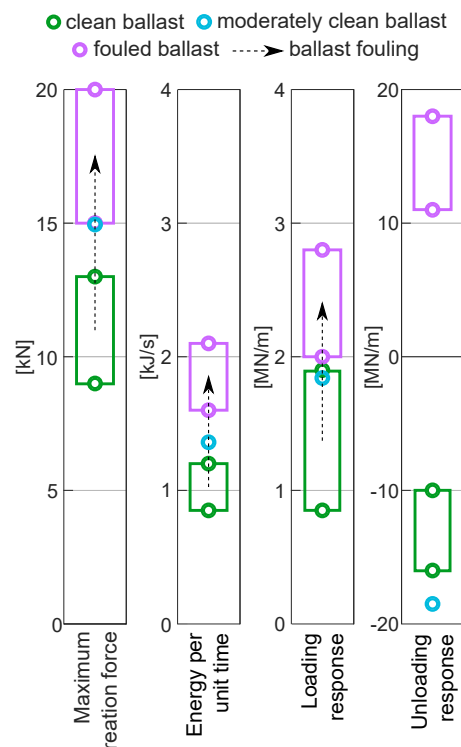 clean ballast moderately clean ballast
fouled ballast ballast fouling
20
15
10
5
0
[kN]
Maximum
reation force
4
3
2
1
0
[kJ/s]
Energy per
unit time
4
3
2
1
0
[MN/m]
Loading
response
20
10
0
-10
-20
[MN/m]
Unloading
response